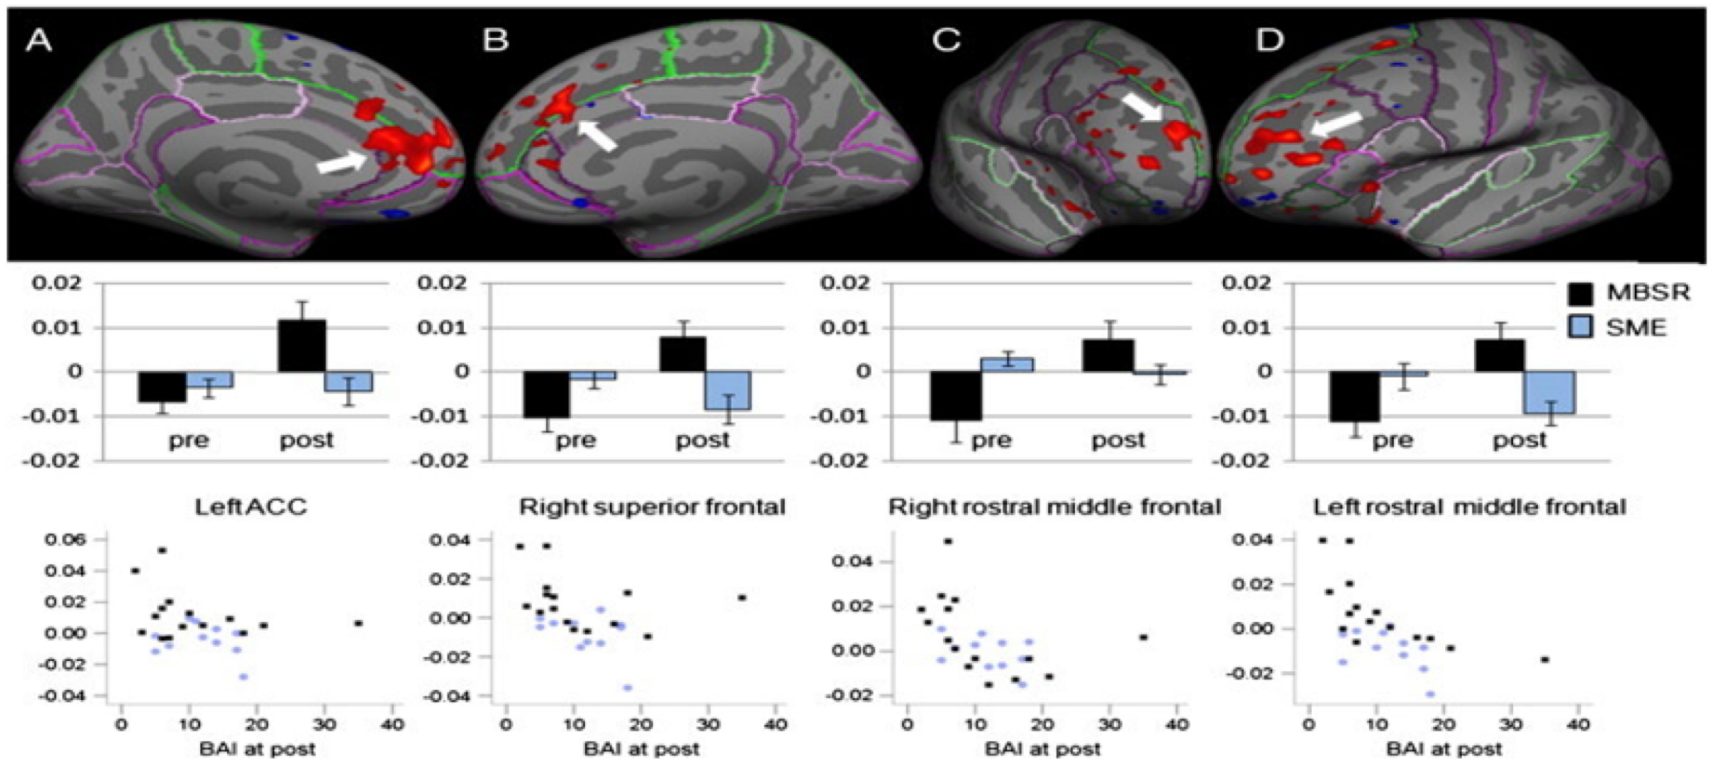 A B C D
0.02 0.02 0.02 0.02
MBSR
0.01 0.01 0.01 0.01
SME
0 0 0 0
-0.01 -0.01 -0.01 -0.01
pre post pre post pre post pre post
-0.02 -0.02 -0.02 -0.02
Left ACC
0.06
0.04
0.02
0.00
-0.02
-0.04
0 10 20 30 40
BAI at post
Right superior frontal
0.04
0.02
0.00
-0.02
-0.04
0 10 20 30 40
BAI at post
Right rostral middle frontal
0.04
0.02
0.00
-0.02
0 10 20 30 40
BAI at post
Left rostral middle frontal
0.04
0.02
0.00
-0.02
0 10 20 30 40
BAI at post